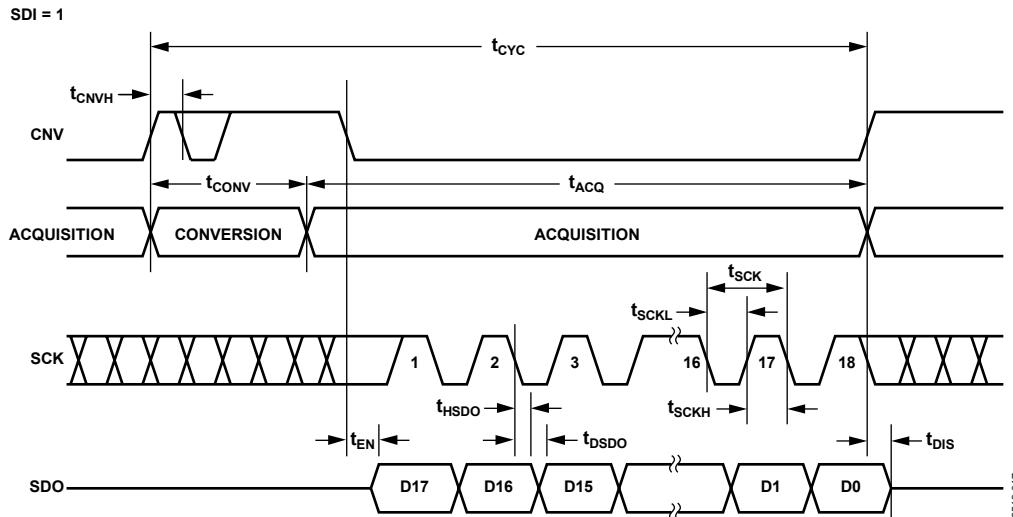 SDI = 1
tCYC
tCNVH
CNV
tCONV
tACQ
ACQUISITION
CONVERSION
ACQUISITION
tSCK
tSCKL
SCK
1
2
3
16
17
18
tHSDO
tSCKH
tEN
tDSDO
tDIS
SDO
D17
D16
D15
D1
D0